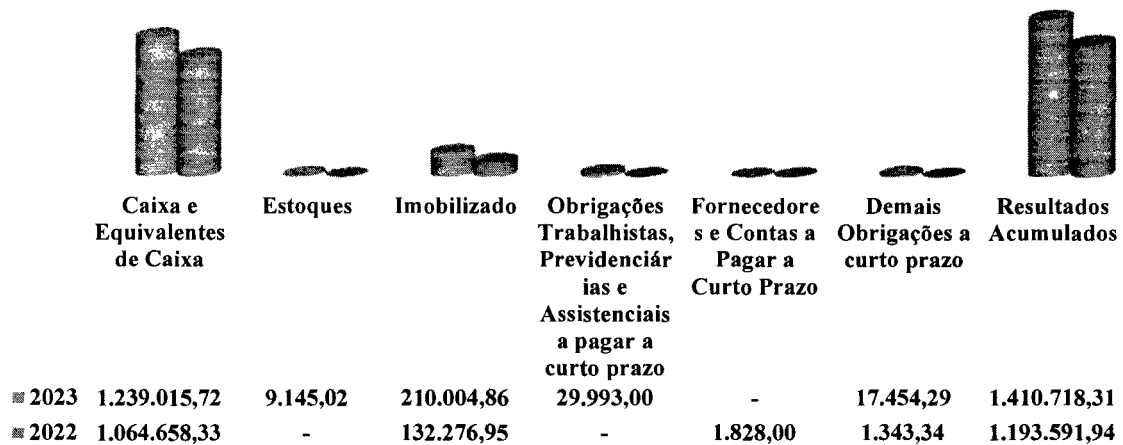 Caixa e
Equivalentes
de Caixa
Estoques
Imobilizado
Obrigações
Trabalhistas,
Previdenciár
ias e
Assistenciais
a pagar a
curto prazo
Fornecedore
s e Contas a
Pagar a
Curto Prazo
Demais
Obrigações a
curto prazo
Resultados
Acumulados
2023 1.239.015,72 9.145,02 210.004,86 29.993,00 - 17.454,29 1.410.718,31
2022 1.064.658,33 - 132.276,95 - 1.828,00 1.343,34 1.193.591,94